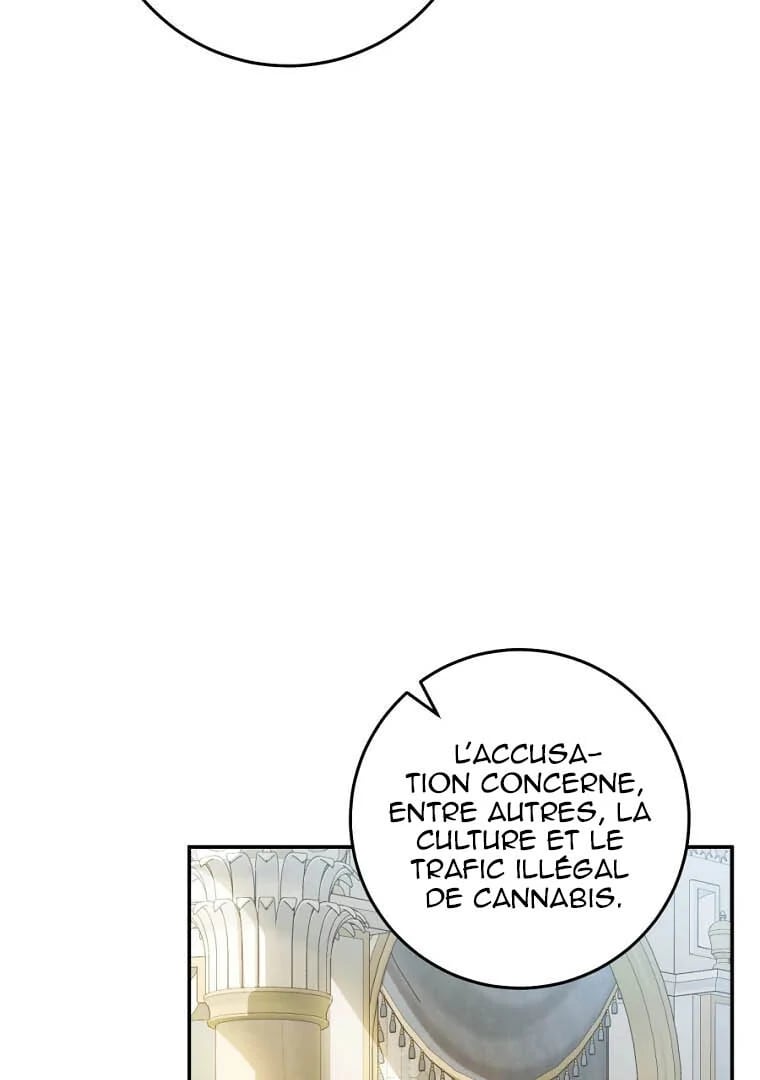 L'ACCUSA-
TION CONCERNE,
ENTRE AUTRES, LA
CULTURE ET LE
TRAFIC ILLÉGAL
DE CANNABIS.